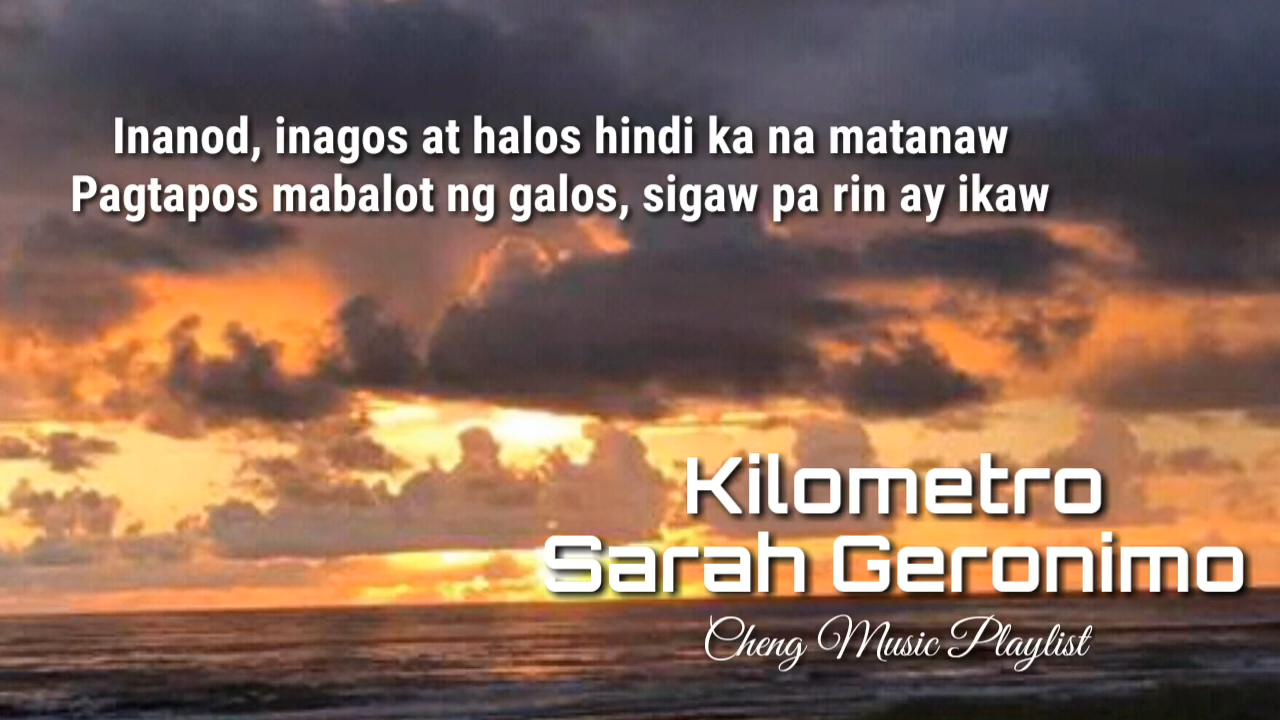 Inanod, inagos at halos hindi ka na matanaw
Pagtapos mabalot ng galos, sigaw pa rin ay ikaw
Kilometro
Sarah Geronimo
Cheng Music Playlist